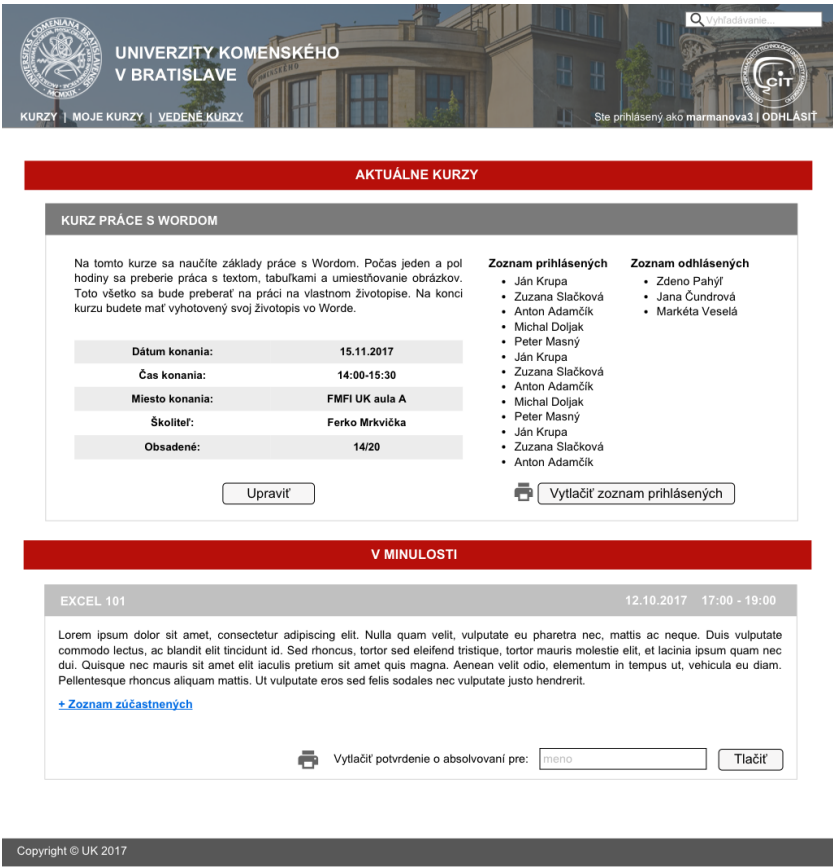 Vyhľadávanie...
UNIVERZITY KOMENSKÉHO
V BRATISLAVE
CIT
KURZY | MOJE KURZY | VEDENÉ KURZY
Ste prihlásený ako marmanova3 | ODHLÁSIŤ
AKTUÁLNE KURZY
KURZ PRÁCE S WORDOM
Na tomto kurze sa naučíte základy práce s Wordom. Počas jeden a pol
hodiny sa preberie práca s textom, tabuľkami a umiestňovanie obrázkov.
Toto všetko sa bude preberať na práci na vlastnom životopise. Na konci
kurzu budete mať vyhotovený svoj životopis vo Worde.
Dátum konania: 15.11.2017
Čas konania: 14:00-15:30
Miesto konania: FMFI UK aula A
Školiteľ: Ferko Mrkvička
Obsadené: 14/20
Upraviť
Zoznam prihlásených
• Ján Krupa
• Zuzana Slačková
• Anton Adamčík
• Michal Doljak
• Peter Masný
• Ján Krupa
• Zuzana Slačková
• Anton Adamčík
• Michal Doljak
• Peter Masný
• Ján Krupa
• Zuzana Slačková
• Anton Adamčík
Zoznam odhlásených
• Zdeno Pahýľ
• Jana Čundrová
• Markéta Veselá
Vytlačiť zoznam prihlásených
V MINULOSTI
EXCEL 101 12.10.2017 17:00 - 19:00
Lorem ipsum dolor sit amet, consectetur adipiscing elit. Nulla quam velit, vulputate eu pharetra nec, mattis ac neque. Duis vulputate
commodo lectus, ac blandit elit tincidunt id. Sed rhoncus, tortor sed eleifend tristique, tortor mauris molestie elit, et lacinia ipsum quam nec
dui. Quisque nec mauris sit amet elit iaculis pretium sit amet quis magna. Aenean velit odio, elementum in tempus ut, vehicula eu diam.
Pellentesque rhoncus aliquam mattis. Ut vulputate eros sed felis sodales nec vulputate justo hendrerit.
+ Zoznam zúčastnených
Vytlačiť potvrdenie o absolvovaní pre: meno Tlačiť
Copyright © UK 2017